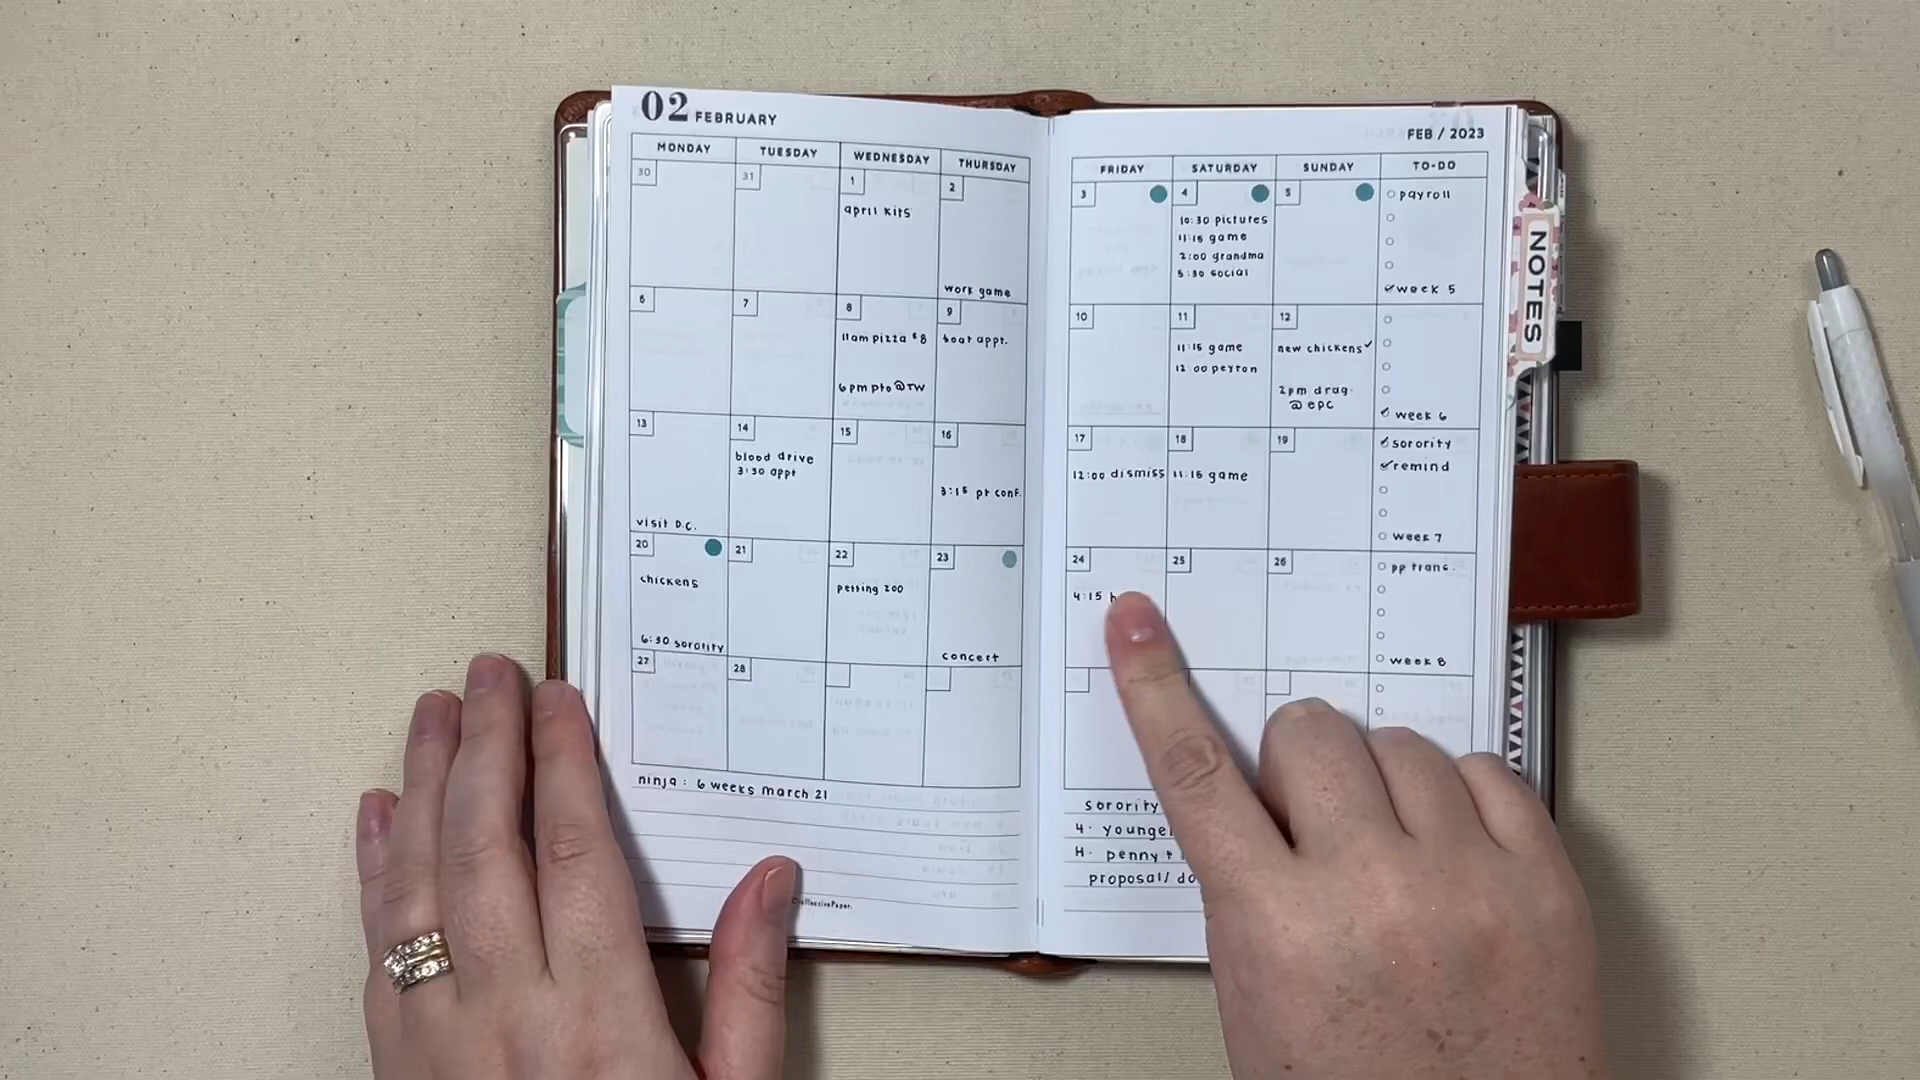 02 FEBRUARY
MONDAY TUESDAY WEDNESDAY THURSDAY
30 31 1 2
april kits
work game
6 7 8 9
11am pizza $8 boat appt.
6pm pto @ TW
13 14 15 16
blood drive
3:30 appt
3:15 pt conf.
visit D.C.
20 21 22 23
chickens petting zoo
6:30 sorority concert
27 28
ninja: 6 weeks march 21
FEB / 2023
FRIDAY SATURDAY SUNDAY TO-DO
3 4 5 payroll
10:30 pictures
11:15 game
2:00 grandma
5:30 social
week 5
10 11 12
11:15 game new chickens✓
12:00 peyton
2pm drag.
@ epc
week 6
17 18 19 sorority
remind
12:00 dismiss 11:15 game
week 7
24 25 26 pp trans.
4:15
week 8
sorority
4. 
H. penny +
proposal/
NOTES